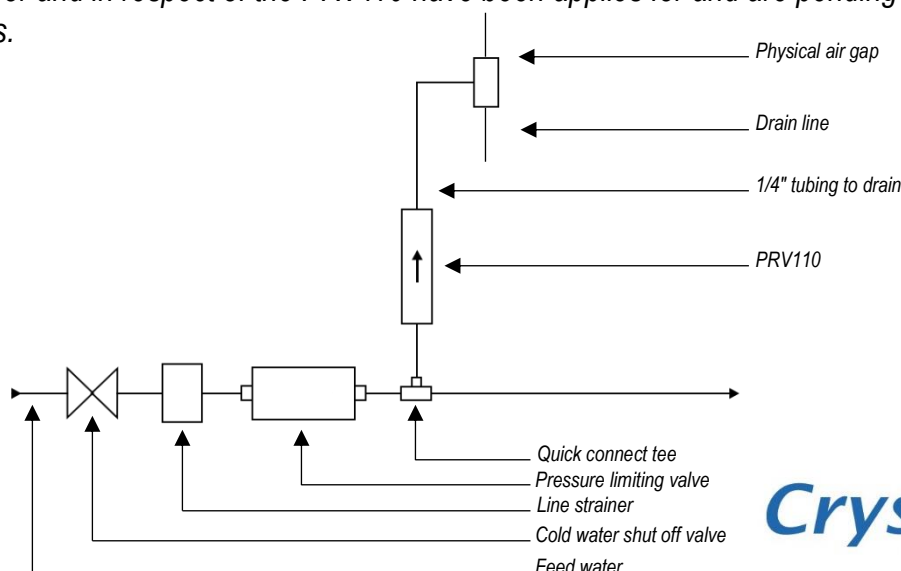 er and in respect of the PRV110 have been applied for and are pending
s.
Physical air gap
Drain line
1/4" tubing to drain
PRV110
Quick connect tee
Pressure limiting valve
Line strainer
Cold water shut off valve
Feed water
Crys